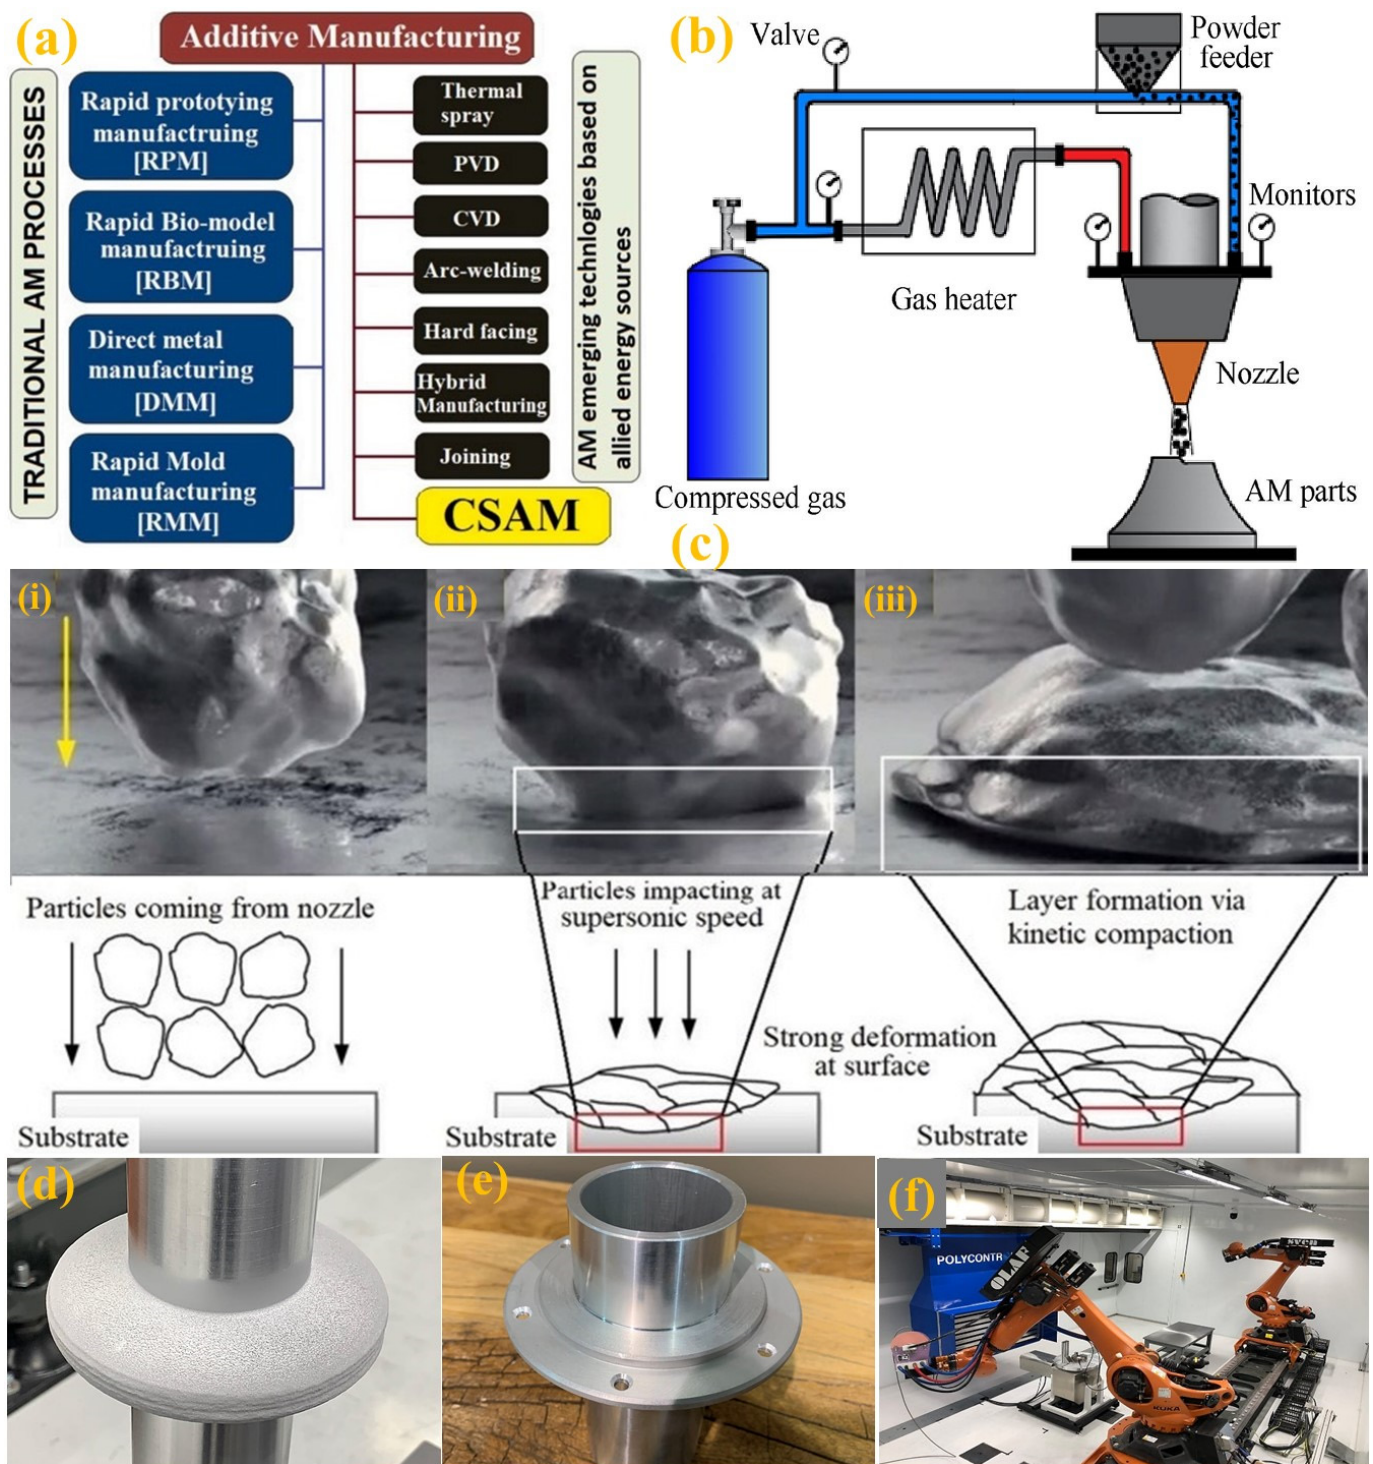 (a)
Additive Manufacturing
TRADITIONAL AM PROCESSES
Rapid prototying
manufactruing
[RPM]
Rapid Bio-model
manufactruing
[RBM]
Direct metal
manufacturing
[DMM]
Rapid Mold
manufacturing
[RMM]
Thermal
spray
PVD
CVD
Arc-welding
Hard facing
Hybrid
Manufacturing
Joining
CSAM
AM emerging technlogies based on
allied energy sources
(b)
Valve
Powder
feeder
Monitors
Gas heater
Nozzle
Compressed gas
AM parts
(c)
(i)
(ii)
(iii)
Particles coming from nozzle
Substrate
Particles impacting at
supersonic speed
Strong deformation
at surface
Substrate
Layer formation via
kinetic compaction
Substrate
(d)
(e)
(f)
POLYCONTR
OLAF
KUKA